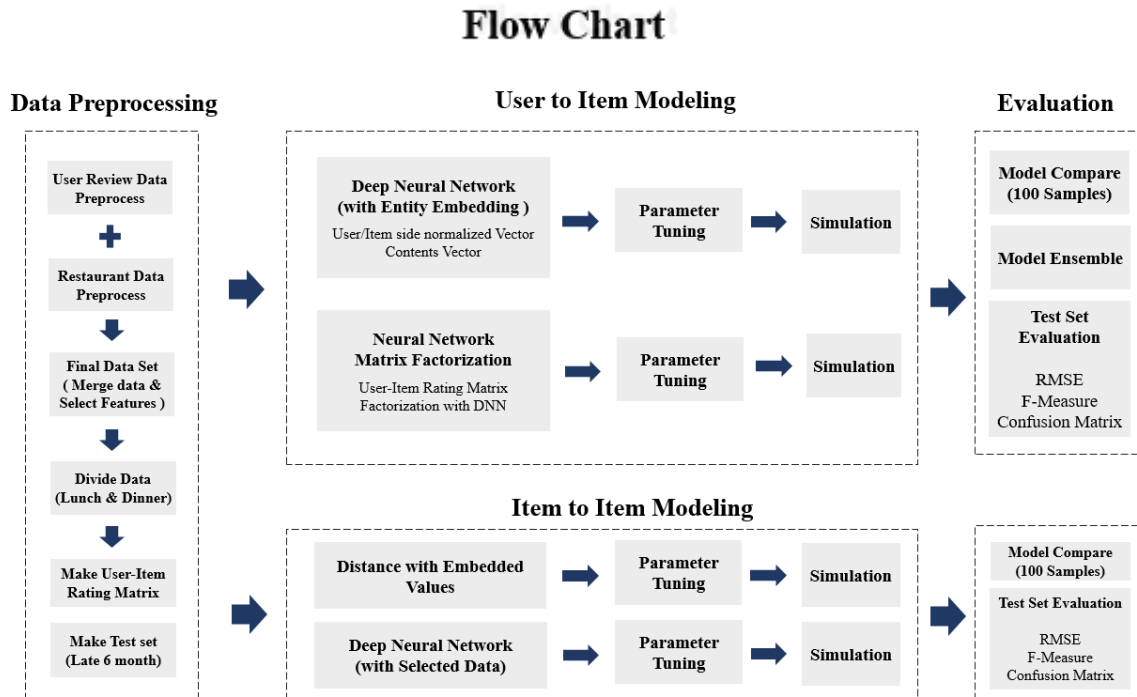 Flow Chart
Data Preprocessing
User Review Data
Preprocess
Restaurant Data
Preprocess
Final Data Set
( Merge data &
Select Features )
Divide Data
(Lunch & Dinner)
Make User-Item
Rating Matrix
Make Test set
(Late 6 month)
User to Item Modeling
Deep Neural Network
(with Entity Embedding )
User/Item side normalized Vector
Contents Vector
Parameter
Tuning
Simulation
Neural Network
Matrix Factorization
User-Item Rating Matrix
Factorization with DNN
Parameter
Tuning
Simulation
Item to Item Modeling
Distance with Embedded
Values
Parameter
Tuning
Simulation
Deep Neural Network
(with Selected Data)
Parameter
Tuning
Simulation
Evaluation
Model Compare
(100 Samples)
Model Ensemble
Test Set
Evaluation
RMSE
F-Measure
Confusion Matrix
Model Compare
(100 Samples)
Test Set Evaluation
RMSE
F-Measure
Confusion Matrix